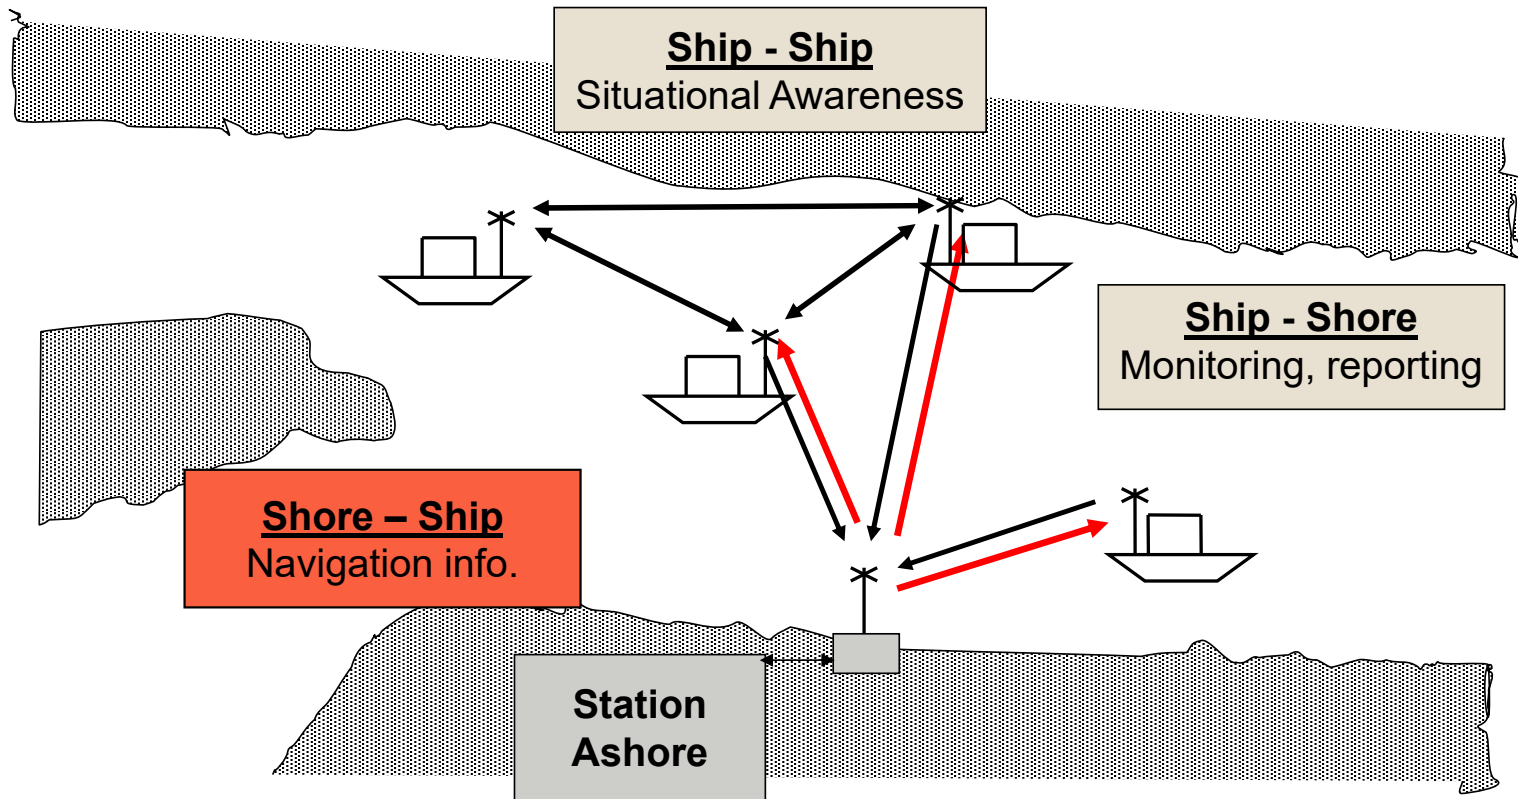 Ship - Ship
Situational Awareness
Ship - Shore
Monitoring, reporting
Shore – Ship
Navigation info.
Station
Ashore